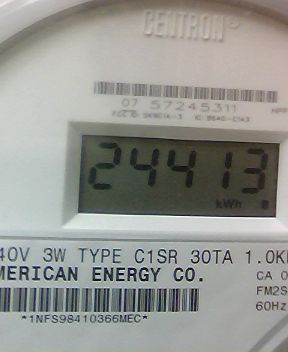 CENTRON
07 57245311
24413
kWh
40V 3W TYPE C1SR 30TA 1.0K
MERICAN ENERGY CO.
CA 0
FM2S
60Hz
*1NFS98410366MEC*